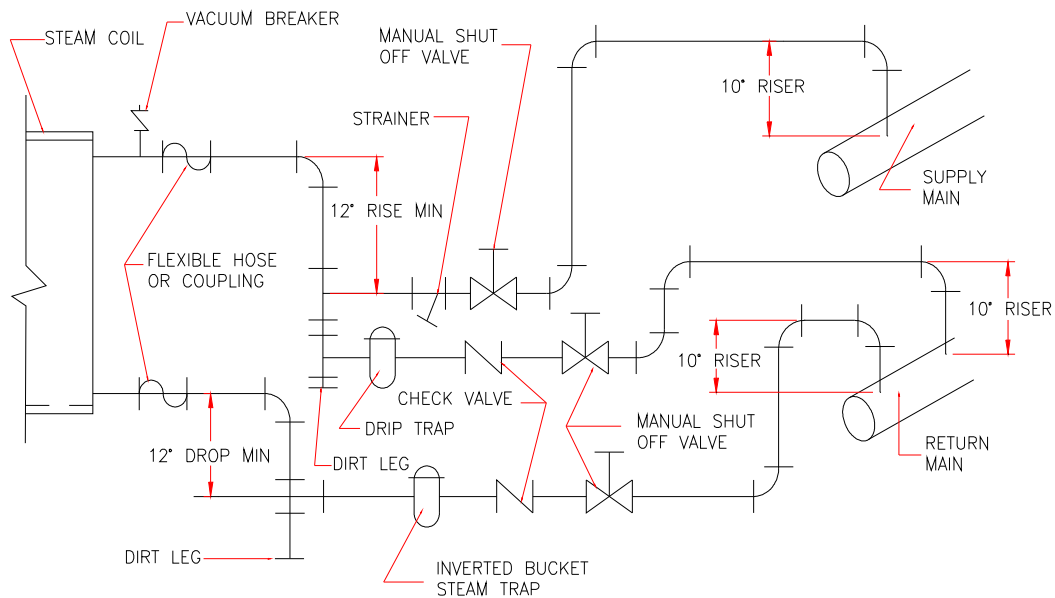 VACUUM BREAKER
STEAM COIL
MANUAL SHUT
OFF VALVE
10° RISER
STRAINER
SUPPLY
MAIN
12° RISE MIN
FLEXIBLE HOSE
OR COUPLING
10° RISER
10° RISER
CHECK VALVE
DRIP TRAP
MANUAL SHUT
OFF VALVE
RETURN
MAIN
12° DROP MIN
DIRT LEG
DIRT LEG
INVERTED BUCKET
STEAM TRAP